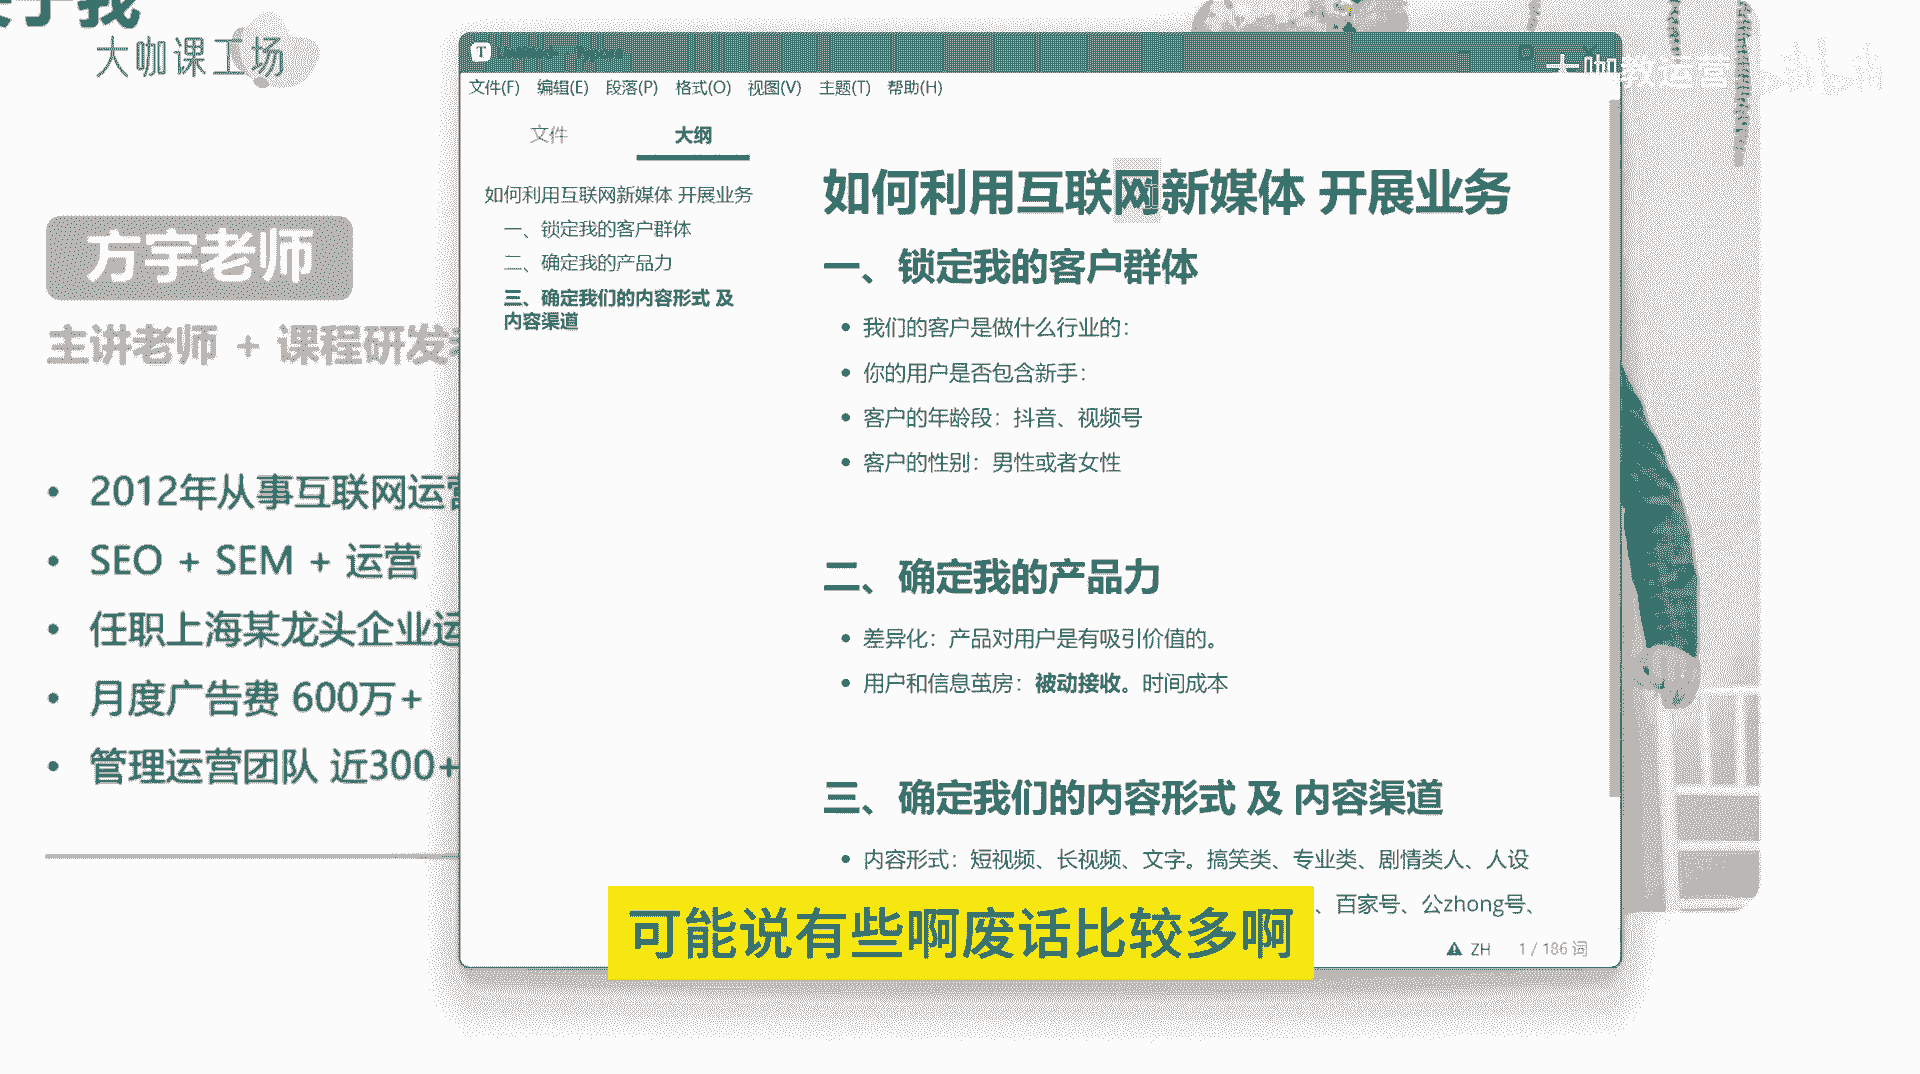 大咖课工场
大咖教运营
方宇老师
主讲老师 + 课程研发
2012年从事互联网运营
SEO + SEM + 运营
任职上海某龙头企业运
月度广告费 600万+
管理运营团队 近300+
文件(F) 编辑(E) 段落(P) 格式(O) 视图(V) 主题(T) 帮助(H)
文件 大纲
如何利用互联网新媒体 开展业务
一、锁定我的客户群体
二、确定我的产品力
三、确定我们的内容形式 及
内容渠道
如何利用互联网新媒体 开展业务
一、锁定我的客户群体
我们的客户是做什么行业的：
你的用户是否包含新手：
客户的年龄段：抖音、视频号
客户的性别：男性或者女性
二、确定我的产品力
差异化：产品对用户是有吸引价值的。
用户和信息茧房：被动接收。时间成本
三、确定我们的内容形式 及 内容渠道
内容形式：短视频、长视频、文字。搞笑类、专业类、剧情类人、人设
、百家号、公zhong号、
可能说有些啊废话比较多啊
ZH 1 / 186 词